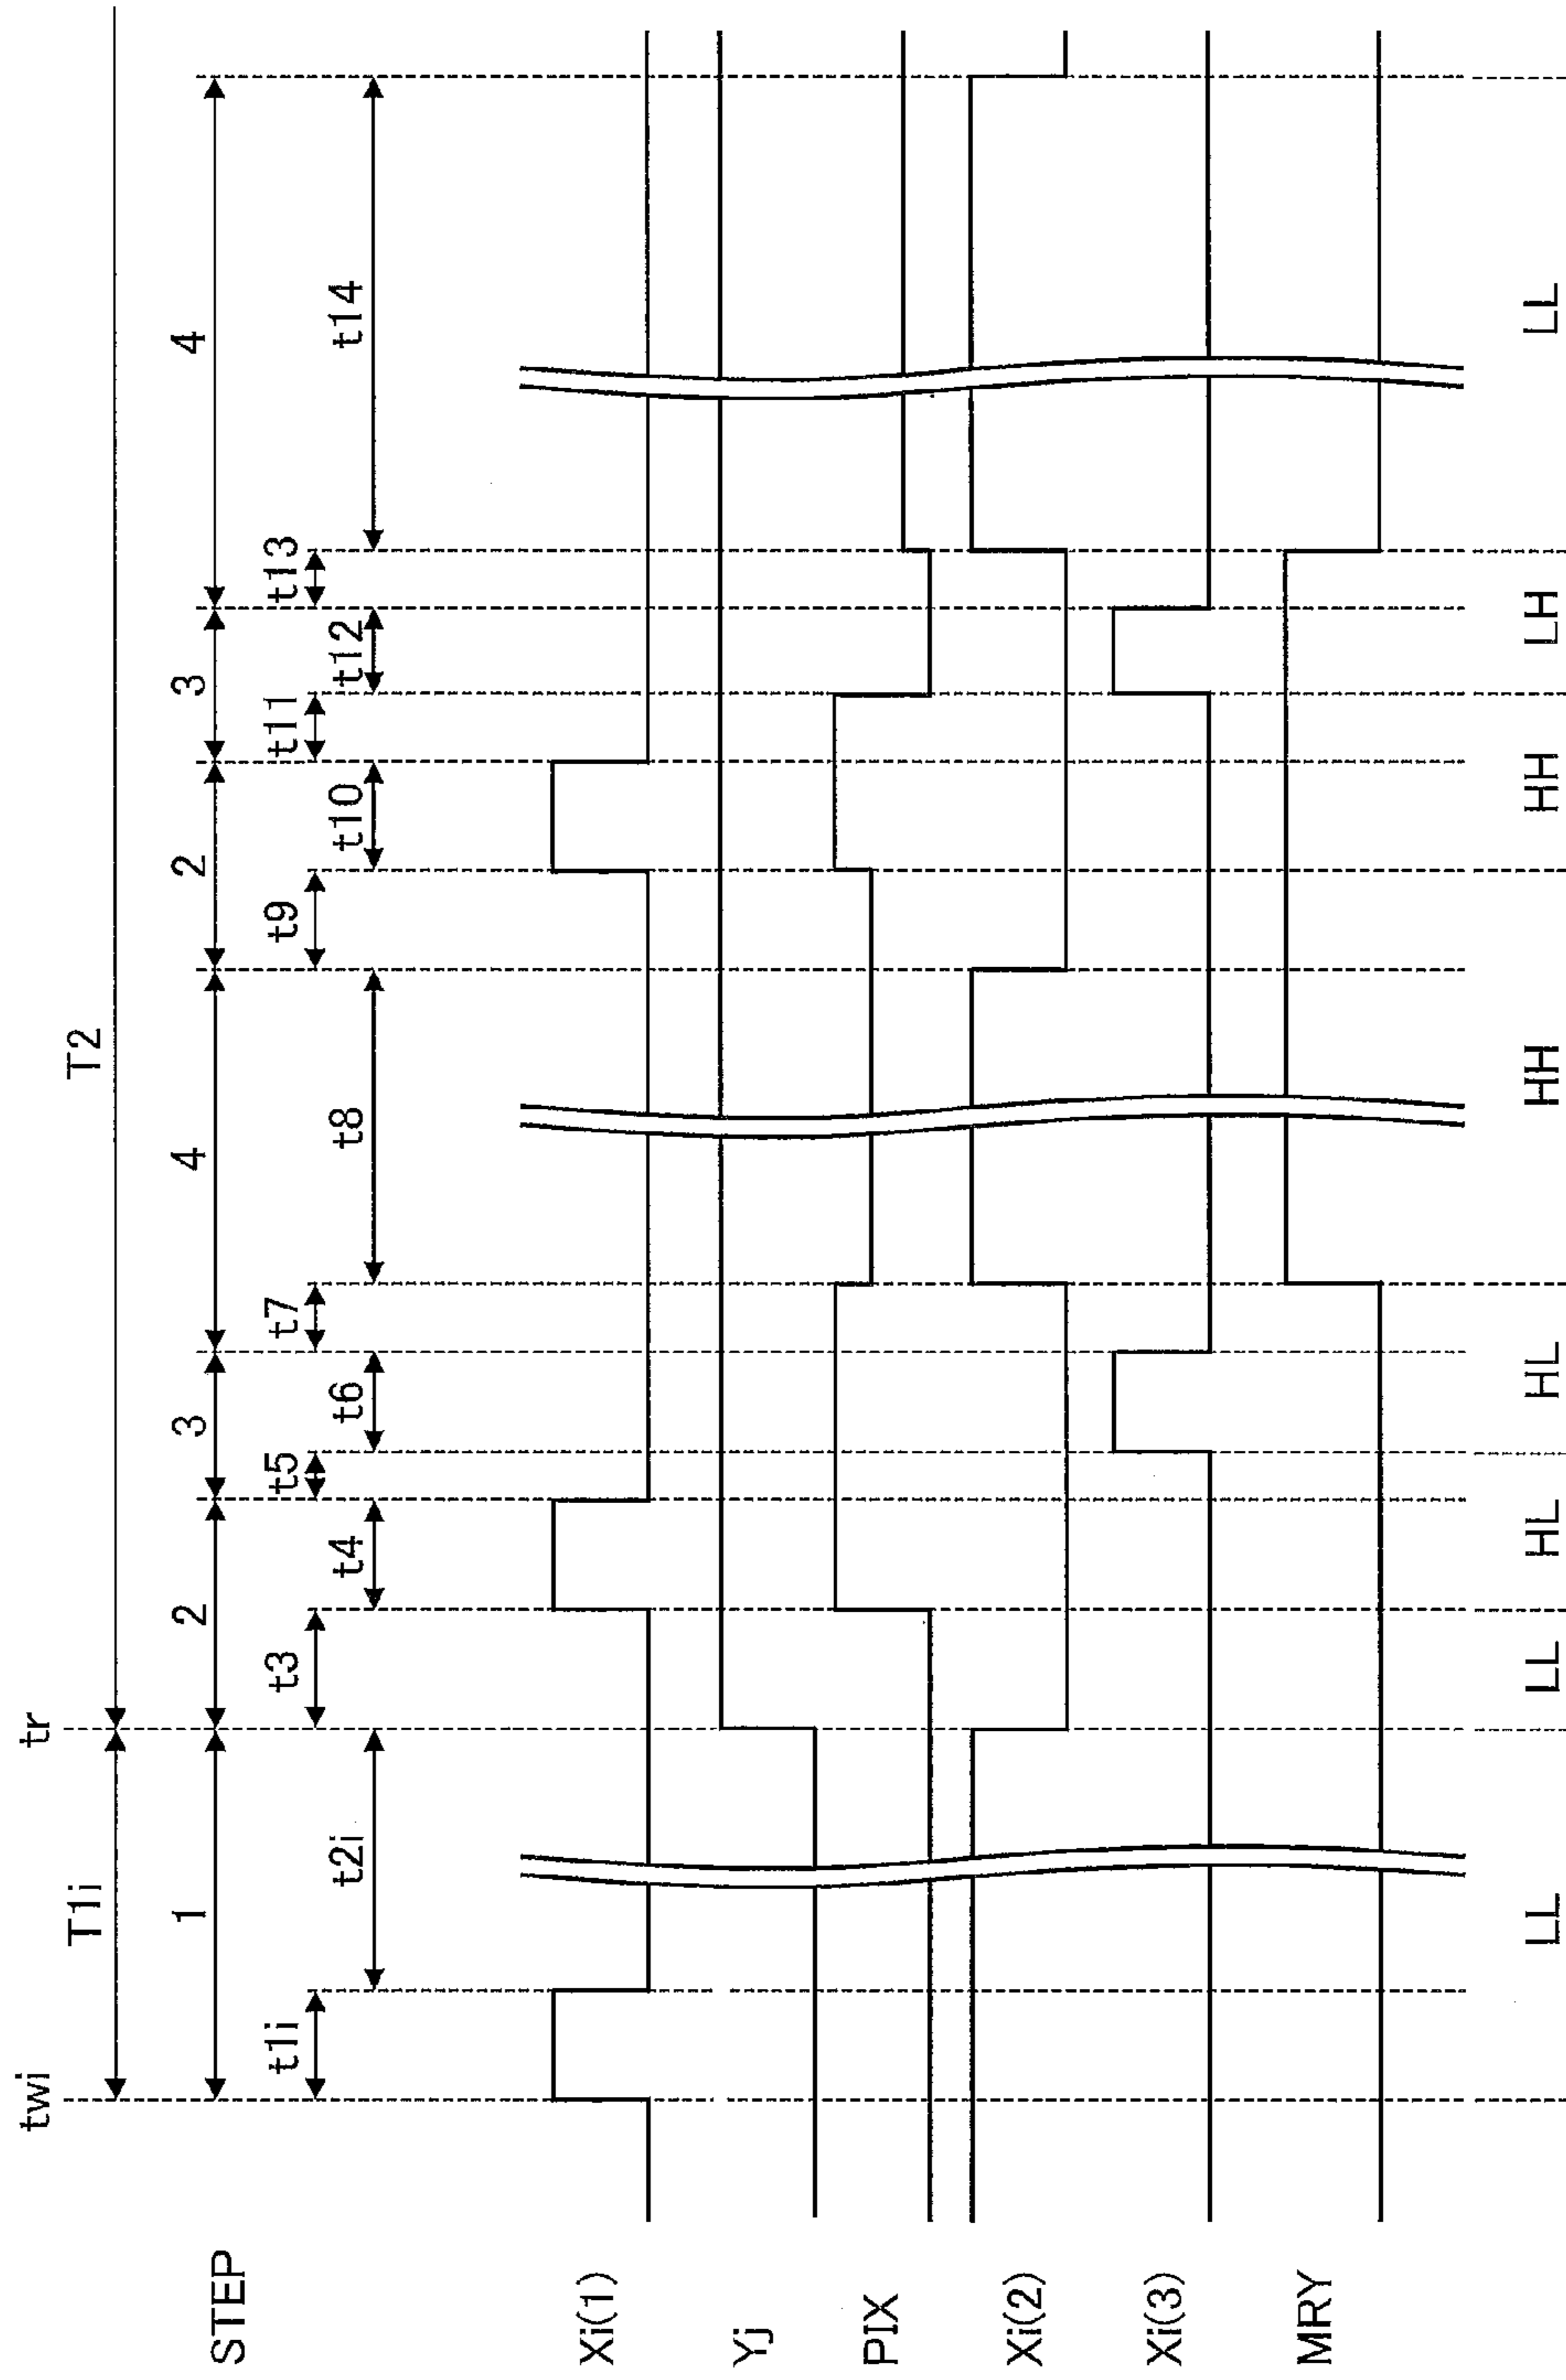 twi tr
T1i T2
STEP 1 2 3 4 2 3 4
t1i t3 t5 t7 t9 t11 t13
t2i t4 t6 t8 t10 t12 t14
Xi(1)
Yj
PIX
Xi(2)
Xi(3)
MRY
LL LL HL HL HH HH LH LL